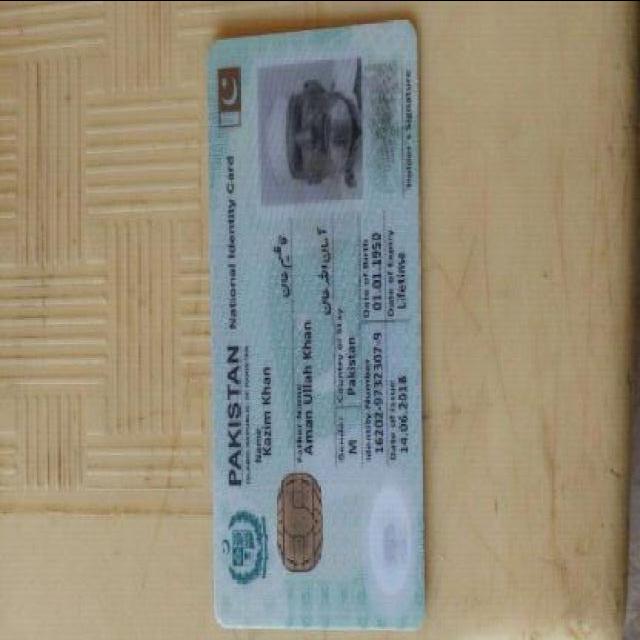 PAKISTAN National Identity Card
ISLAMIC REPUBLIC OF PAKISTAN
Name
Kazim Khan
کاظم خان
Father Name
Aman Ullah Khan
امان اللہ خان
Gender Country of Stay
M Pakistan
Identity Number Date of Birth
16202-4932307-9 01.01.1950
Date of Issue Date of Expiry
14.06.2018 Lifetime
Holder's Signature